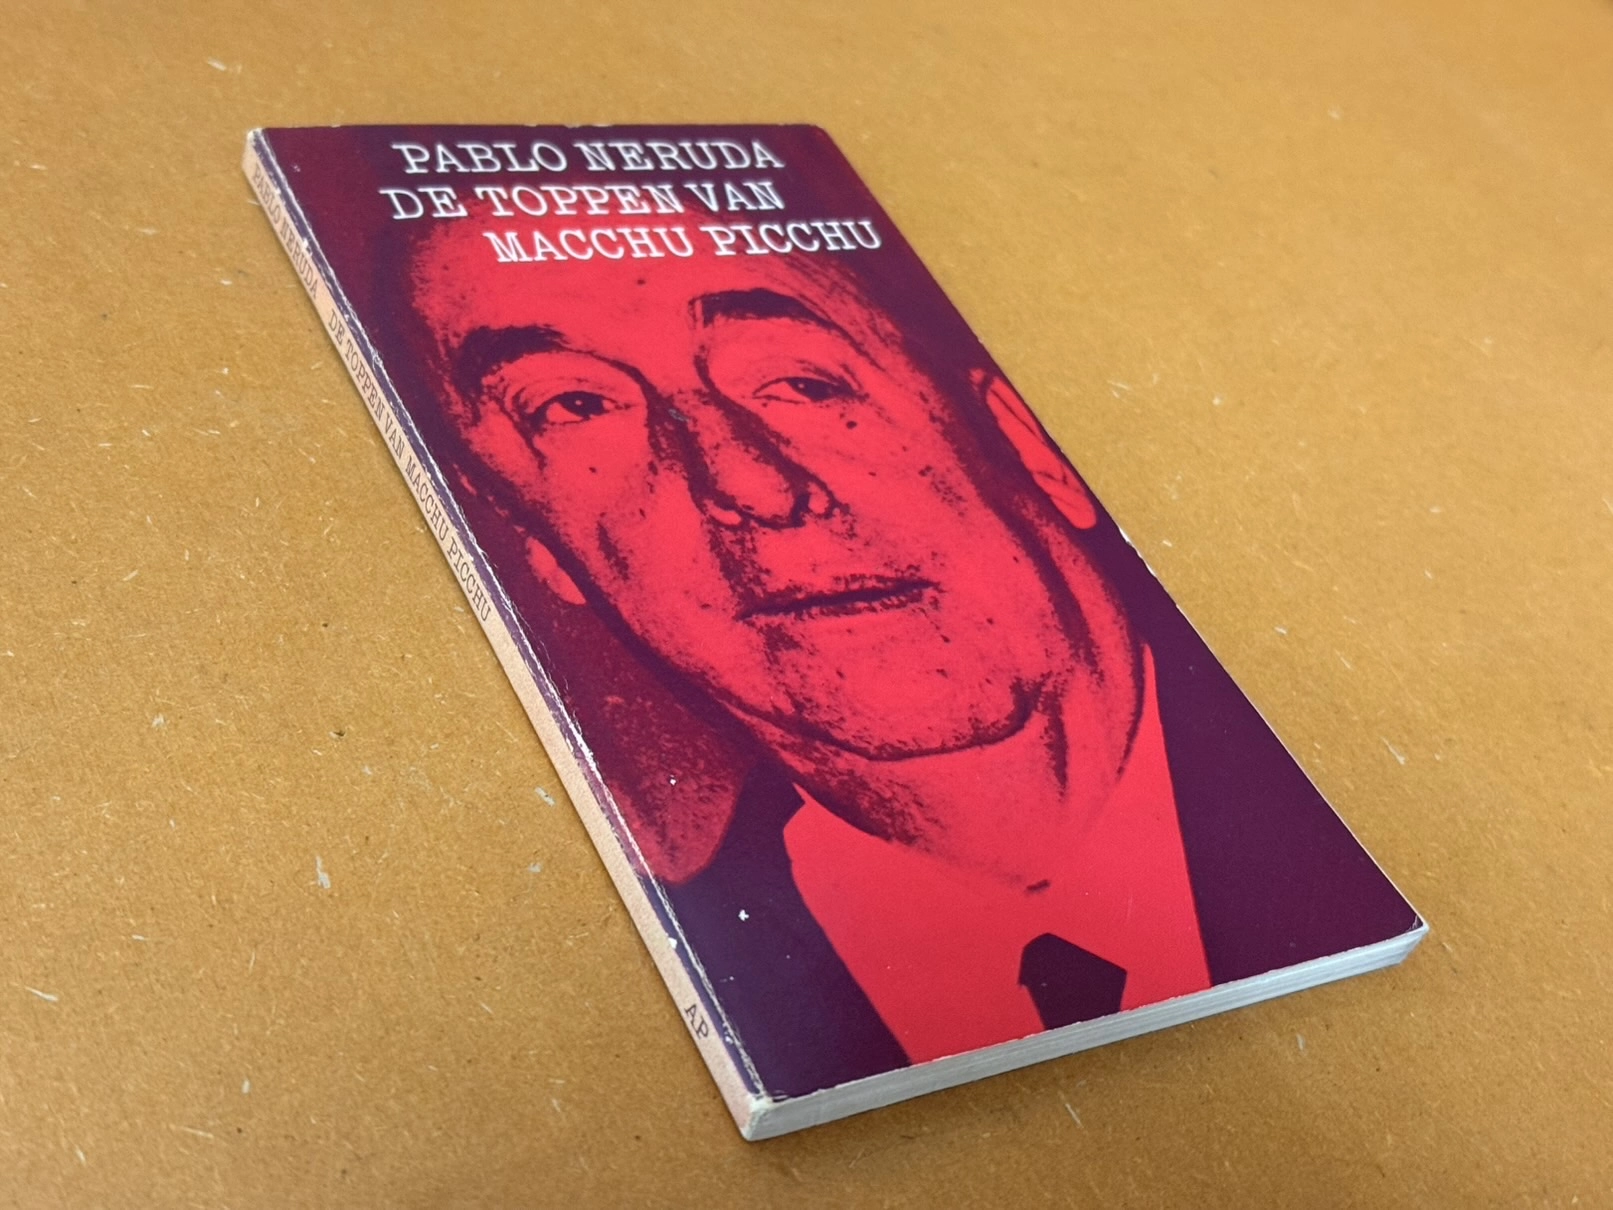 PABLO NERUDA
DE TOPPEN VAN
MACCHU PICCHU
PABLO NERUDA DE TOPPEN VAN MACCHU PICCHU AP